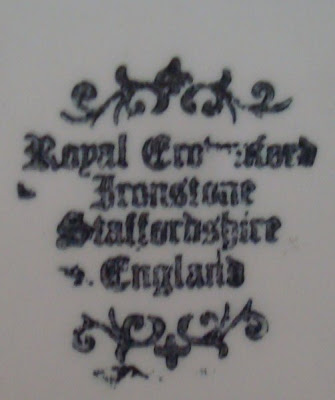 Royal
Ironstone
Staffordshire
England